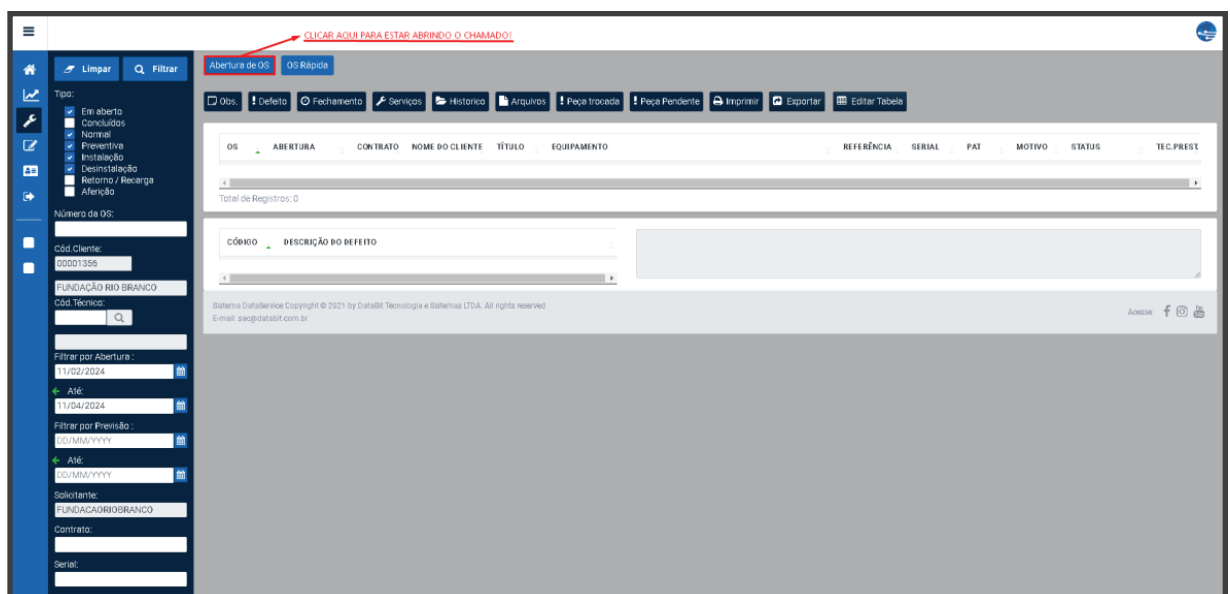 CLICAR AQUI PARA ESTAR ABRINDO O CHAMADO!
Limpar Filtrar
Abertura de OS OS Rápida
Tipo:
Em aberto
Concluídos
Normal
Preventiva
Instalação
Desinstalação
Retorno / Recarga
Aferição
Obs. Defeito Fechamento Serviços Historico Arquivos Peça trocada Peça Pendente Imprimir Exportar Editar Tabela
OS ABERTURA CONTRATO NOME DO CLIENTE TÍTULO EQUIPAMENTO REFERÊNCIA SERIAL PAT MOTIVO STATUS TEC.PREST.
Total de Registros: 0
Número da OS:
Cód.Cliente:
00001356
FUNDAÇÃO RIO BRANCO
Cód.Técnico:
Filtrar por Abertura :
11/02/2024
Até:
11/04/2024
Filtrar por Previsão :
DD/MM/YYYY
Até:
DD/MM/YYYY
Solicitante:
FUNDACAORIOBRANCO
Contrato:
Serial:
CÓDIGO DESCRIÇÃO DO DEFEITO
Sistema DataService Copyright © 2021 by DataBit Tecnologia e Sistemas LTDA. All rights reserved
E-mail: sac@databit.com.br
Acesse: